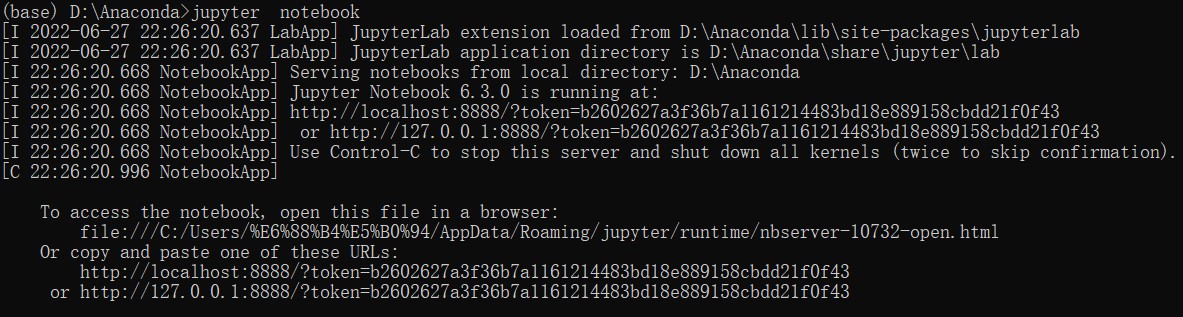 (base) D:\Anaconda>jupyter  notebook
[I 2022-06-27 22:26:20.637 LabApp] JupyterLab extension loaded from D:\Anaconda\lib\site-packages\jupyterlab
[I 2022-06-27 22:26:20.637 LabApp] JupyterLab application directory is D:\Anaconda\share\jupyter\lab
[I 22:26:20.668 NotebookApp] Serving notebooks from local directory: D:\Anaconda
[I 22:26:20.668 NotebookApp] Jupyter Notebook 6.3.0 is running at:
[I 22:26:20.668 NotebookApp] http://localhost:8888/?token=b2602627a3f36b7a1161214483bd18e889158cbdd21f0f43
[I 22:26:20.668 NotebookApp]  or http://127.0.0.1:8888/?token=b2602627a3f36b7a1161214483bd18e889158cbdd21f0f43
[I 22:26:20.668 NotebookApp] Use Control-C to stop this server and shut down all kernels (twice to skip confirmation).
[C 22:26:20.996 NotebookApp]
    To access the notebook, open this file in a browser:
        file:///C:/Users/%E6%88%B4%E5%B0%94/AppData/Roaming/jupyter/runtime/nbserver-10732-open.html
    Or copy and paste one of these URLs:
        http://localhost:8888/?token=b2602627a3f36b7a1161214483bd18e889158cbdd21f0f43
     or http://127.0.0.1:8888/?token=b2602627a3f36b7a1161214483bd18e889158cbdd21f0f43